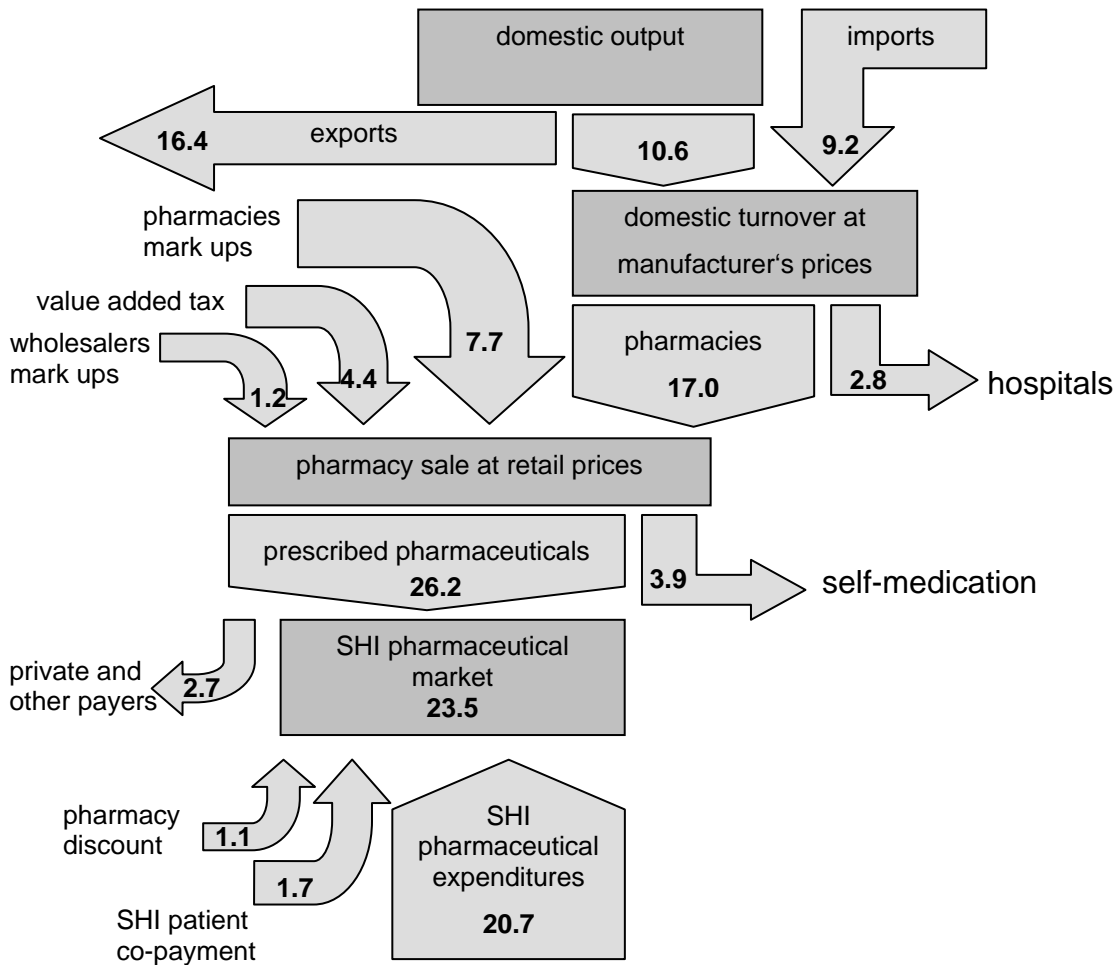 domestic output
imports
16.4
exports
10.6
9.2
pharmacies
mark ups
domestic turnover at
manufacturer‘s prices
value added tax
wholesalers
mark ups
7.7
4.4
1.2
pharmacies
17.0
2.8
hospitals
pharmacy sale at retail prices
prescribed pharmaceuticals
26.2
3.9
self-medication
private and
other payers
2.7
SHI pharmaceutical
market
23.5
pharmacy
discount
1.1
1.7
SHI patient
co-payment
SHI
pharmaceutical
expenditures
20.7